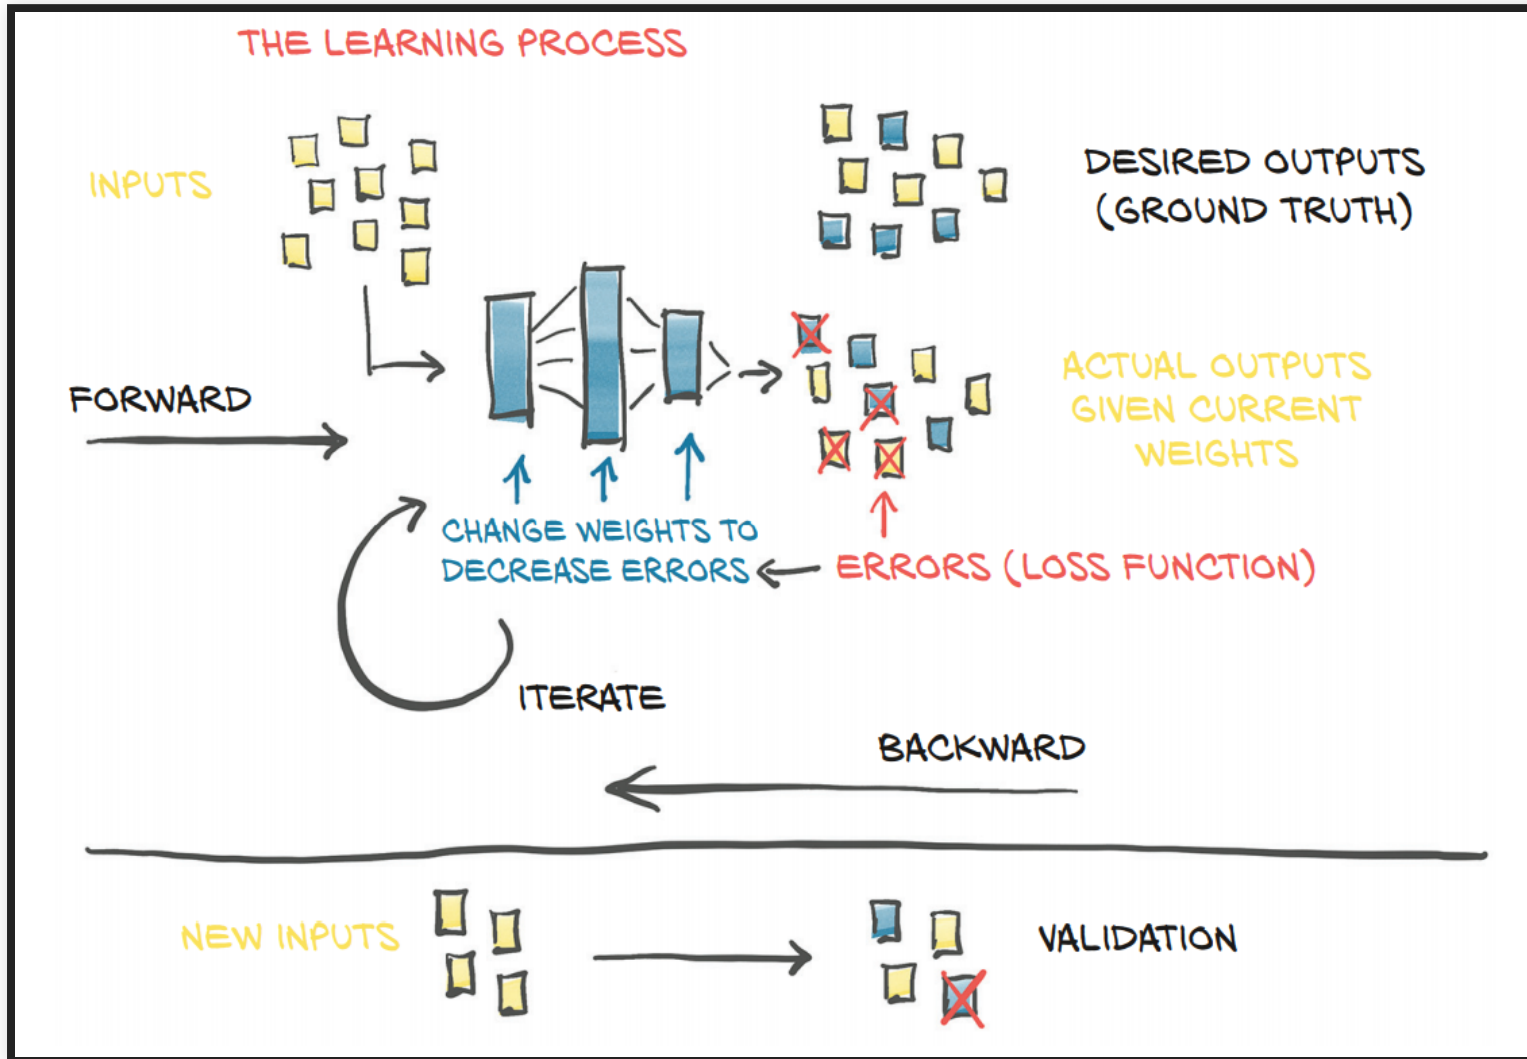 THE LEARNING PROCESS
INPUTS
DESIRED OUTPUTS
(GROUND TRUTH)
FORWARD
ACTUAL OUTPUTS
GIVEN CURRENT
WEIGHTS
CHANGE WEIGHTS TO
DECREASE ERRORS
ERRORS (LOSS FUNCTION)
ITERATE
BACKWARD
NEW INPUTS
VALIDATION